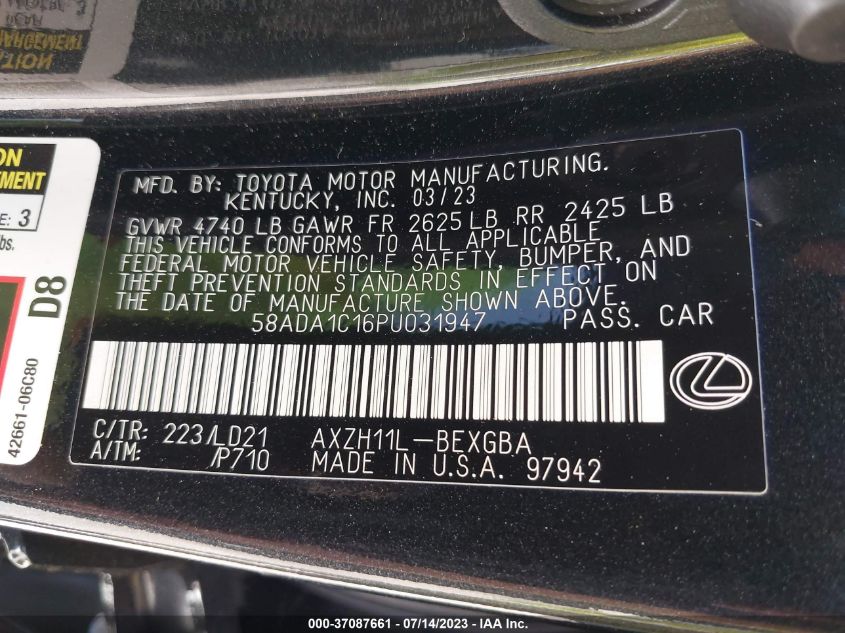 MFD. BY: TOYOTA MOTOR MANUFACTURING.
KENTUCKY, INC. 03/23
GVWR 4740 LB GAWR FR 2625 LB RR 2425 LB
THIS VEHICLE CONFORMS TO ALL APPLICABLE
FEDERAL MOTOR VEHICLE SAFETY, BUMPER, AND
THEFT PREVENTION STANDARDS IN EFFECT ON
THE DATE OF MANUFACTURE SHOWN ABOVE.
58ADA1C16PU031947 PASS. CAR
C/TR: 223/LD21 AXZH11L-BEXGBA
A/TM: /P710 MADE IN U.S.A. 97942
3
lbs.
D8
42661-06C80
000-37087661 / 07/14/2023 - IAA Inc.